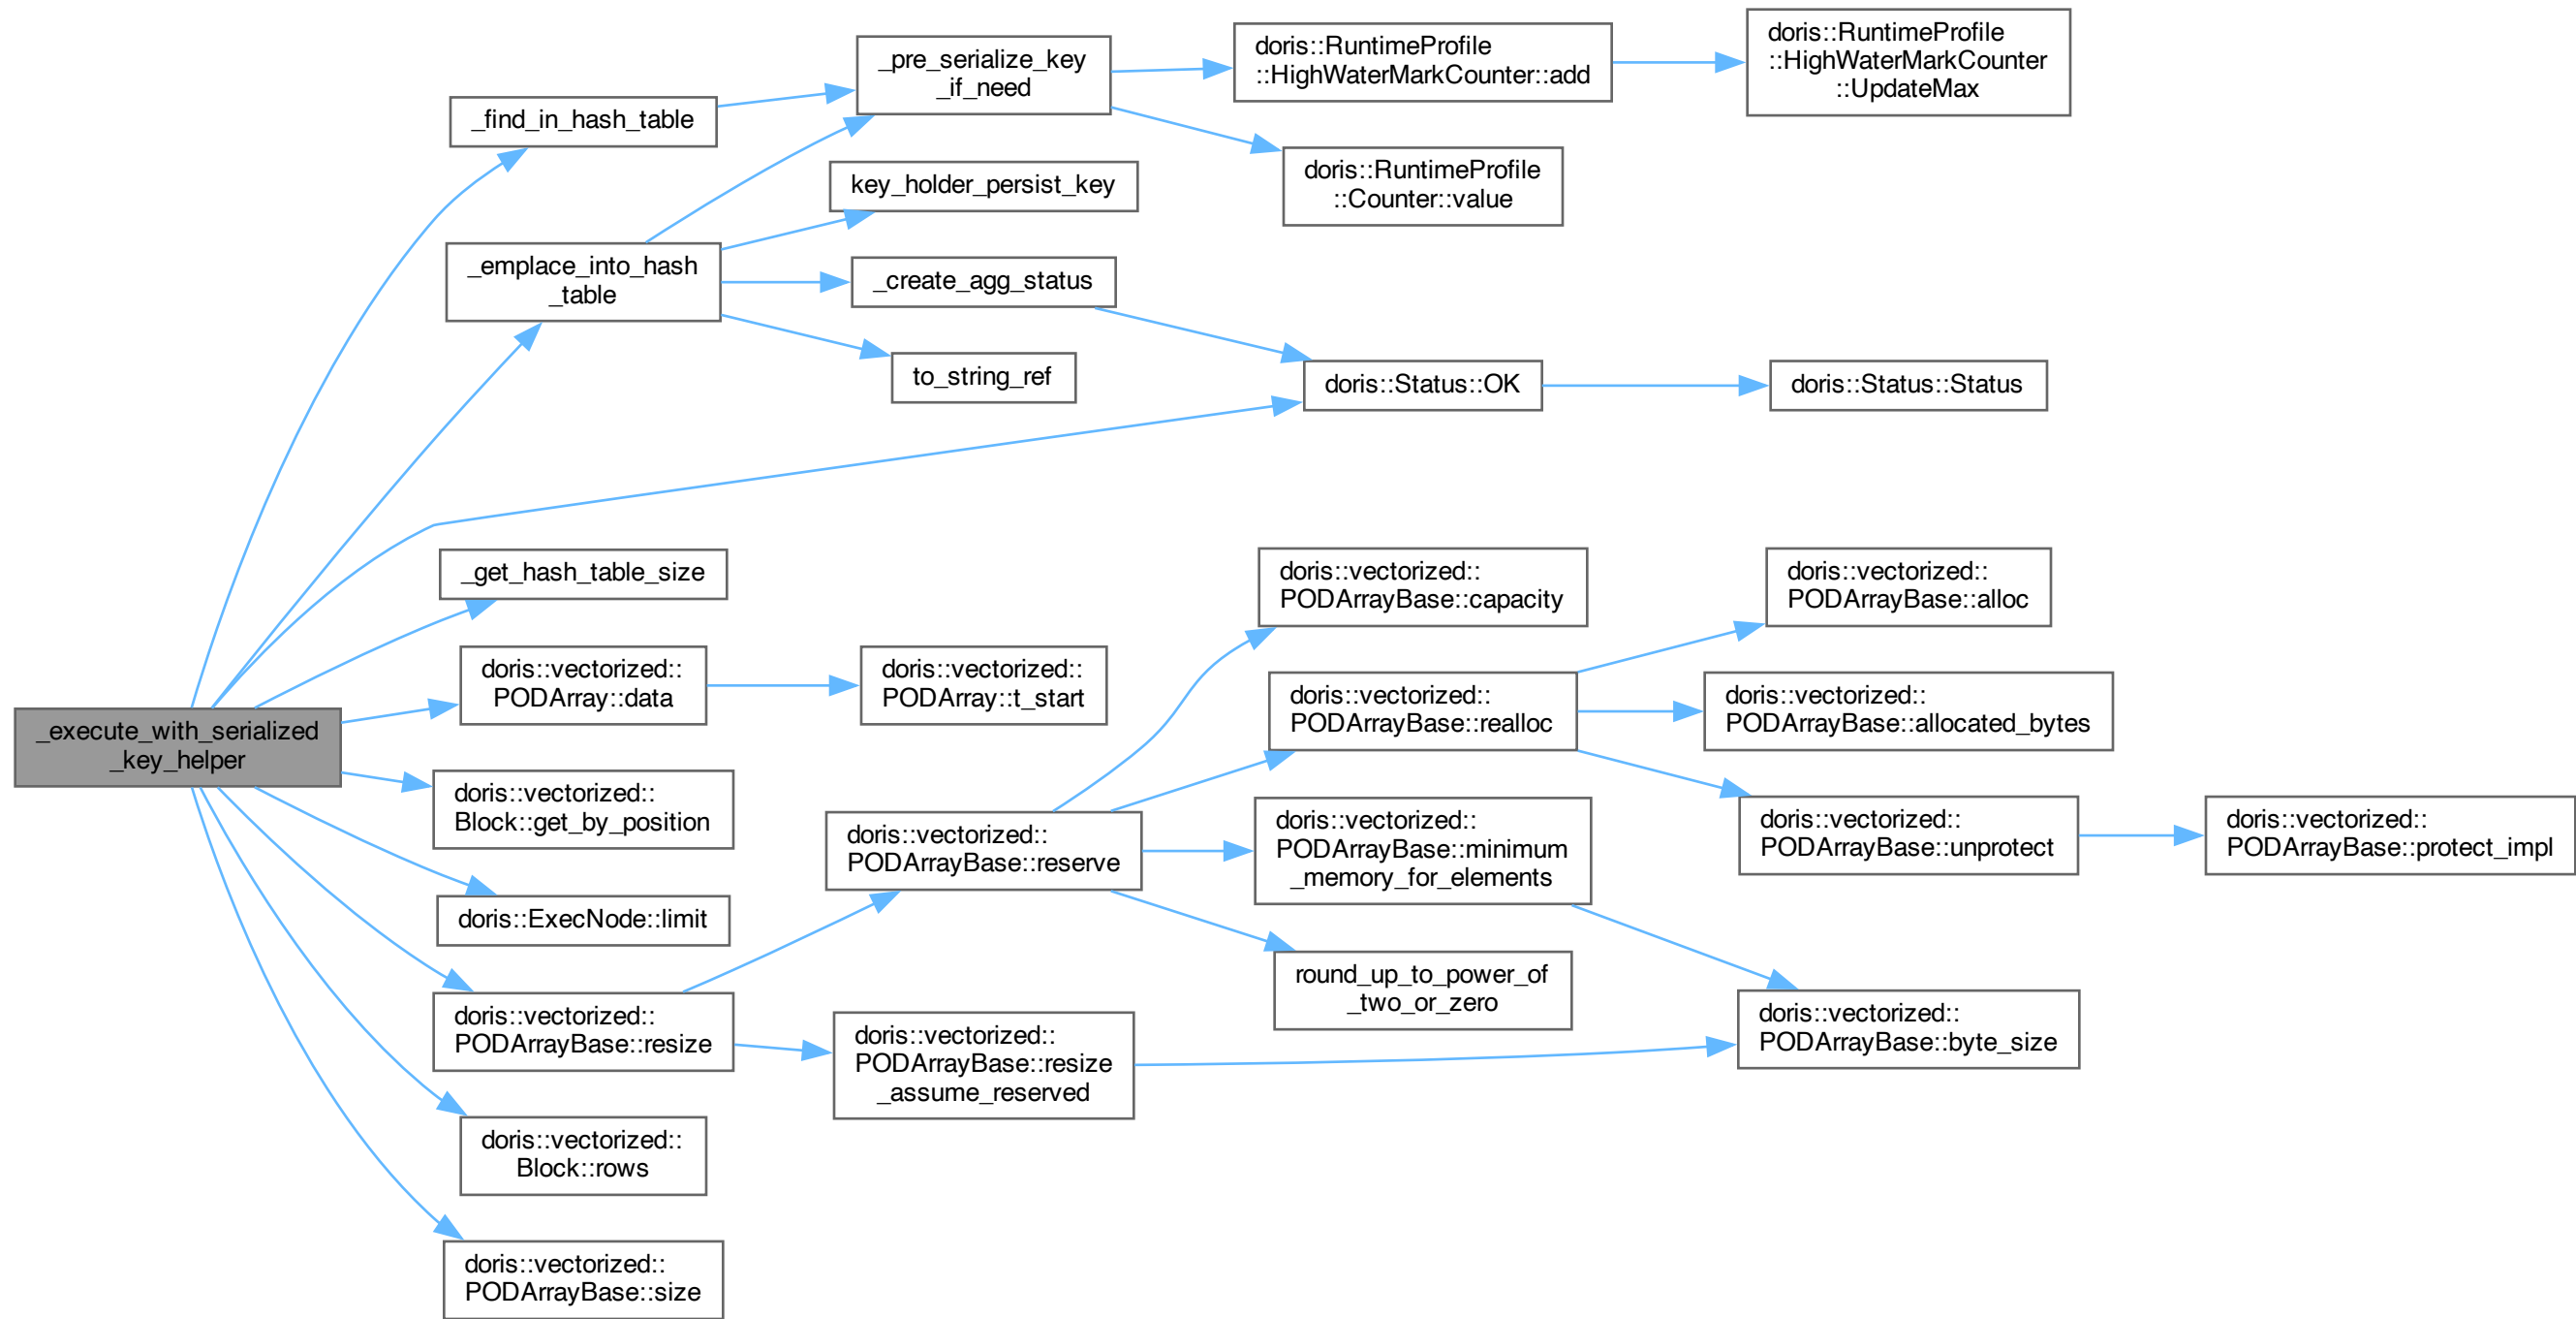 _execute_with_serialized
_key_helper
_find_in_hash_table
_emplace_into_hash
_table
_get_hash_table_size
doris::vectorized::
PODArray::data
doris::vectorized::
Block::get_by_position
doris::ExecNode::limit
doris::vectorized::
PODArrayBase::resize
doris::vectorized::
Block::rows
doris::vectorized::
PODArrayBase::size
_pre_serialize_key
_if_need
key_holder_persist_key
_create_agg_status
to_string_ref
doris::vectorized::
PODArray::t_start
doris::vectorized::
PODArrayBase::reserve
doris::vectorized::
PODArrayBase::resize
_assume_reserved
doris::RuntimeProfile
::HighWaterMarkCounter::add
doris::RuntimeProfile
::Counter::value
doris::Status::OK
doris::vectorized::
PODArrayBase::capacity
doris::vectorized::
PODArrayBase::realloc
doris::vectorized::
PODArrayBase::minimum
_memory_for_elements
round_up_to_power_of
_two_or_zero
doris::RuntimeProfile
::HighWaterMarkCounter
::UpdateMax
doris::Status::Status
doris::vectorized::
PODArrayBase::alloc
doris::vectorized::
PODArrayBase::allocated_bytes
doris::vectorized::
PODArrayBase::unprotect
doris::vectorized::
PODArrayBase::byte_size
doris::vectorized::
PODArrayBase::protect_impl